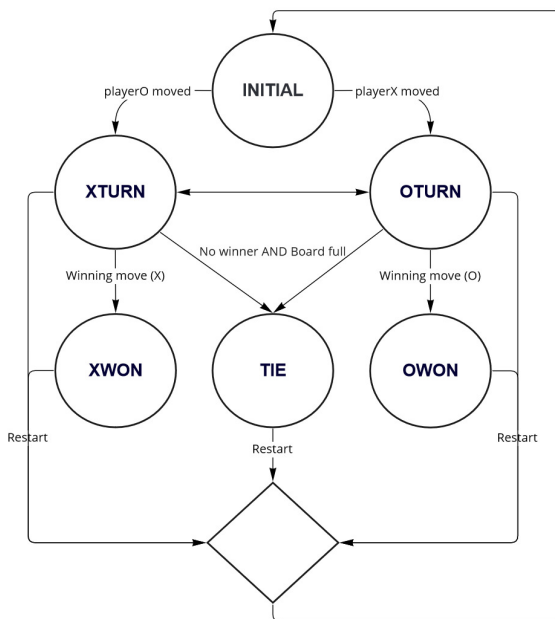 INITIAL
playerO moved
playerX moved
XTURN
OTURN
No winner AND Board full
Winning move (X)
Winning move (O)
XWON
TIE
OWON
Restart
Restart
Restart